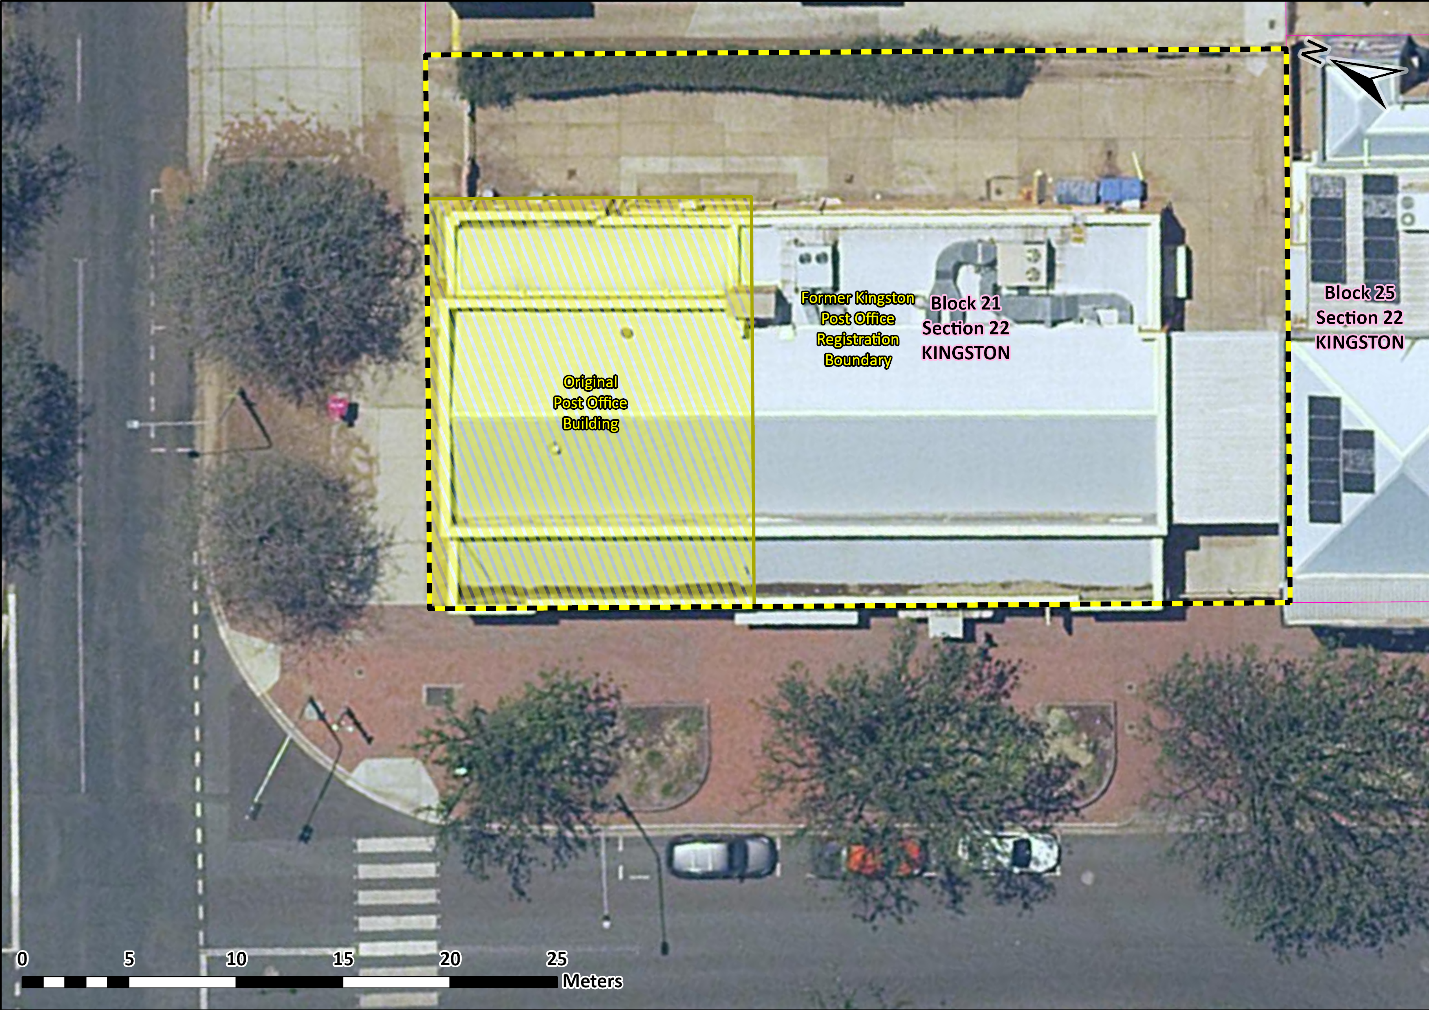 N
Former Kingston
Post Office
Registration
Boundary
Block 21
Section 22
KINGSTON
Block 25
Section 22
KINGSTON
Original
Post Office
Building
0 5 10 15 20 25
Meters